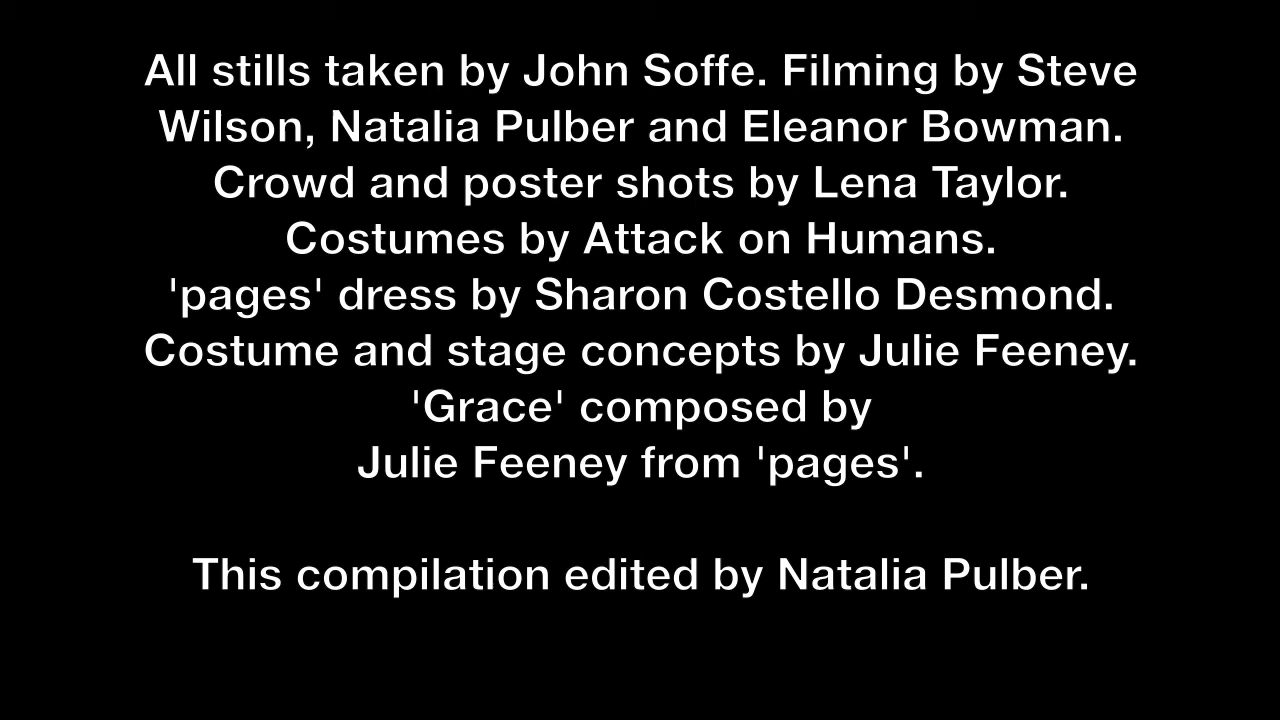 All stills taken by John Soffe. Filming by Steve
Wilson, Natalia Pulber and Eleanor Bowman.
Crowd and poster shots by Lena Taylor.
Costumes by Attack on Humans.
'pages' dress by Sharon Costello Desmond.
Costume and stage concepts by Julie Feeney.
'Grace' composed by
Julie Feeney from 'pages'.
This compilation edited by Natalia Pulber.